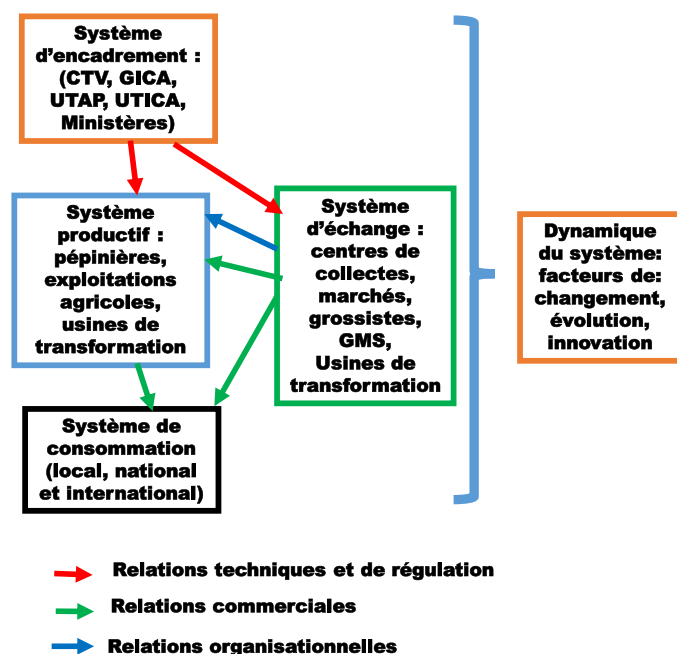 Système
d'encadrement :
(CTV, GICA,
UTAP, UTICA,
Ministères)
Système
productif :
pépinières,
exploitations
agricoles,
usines de
transformation
Système
d'échange :
centres de
collectes,
marchés,
grossistes,
GMS,
Usines de
transformation
Dynamique
du système:
facteurs de:
changement,
évolution,
innovation
Système de
consommation
(local, national
et international)
Relations techniques et de régulation
Relations commerciales
Relations organisationnelles